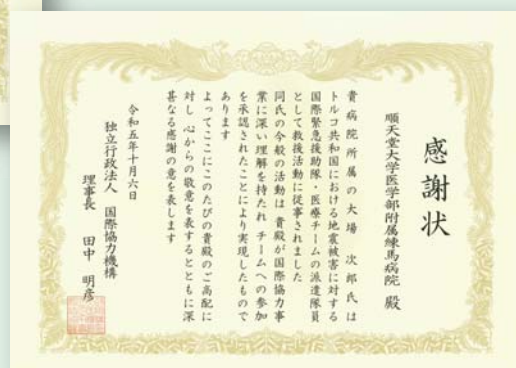 感謝状
順天堂大学医学部附属練馬病院 殿
貴病院所属の大場 次郎氏は
トルコ共和国における地震被害に対する
国際緊急援助隊・医療チームの派遣隊員
として救援活動に従事されました
同氏の今般の活動は 貴殿が国際協力事
業に深い理解を持たれ チームへの参加
を承認されたことにより実現したもので
あります
よってここにこのたびの貴殿のご高配に
対し 心からの敬意を表するとともに深
甚なる感謝の意を表します
令和五年十月六日
独立行政法人 国際協力機構
理事長 田中 明彦